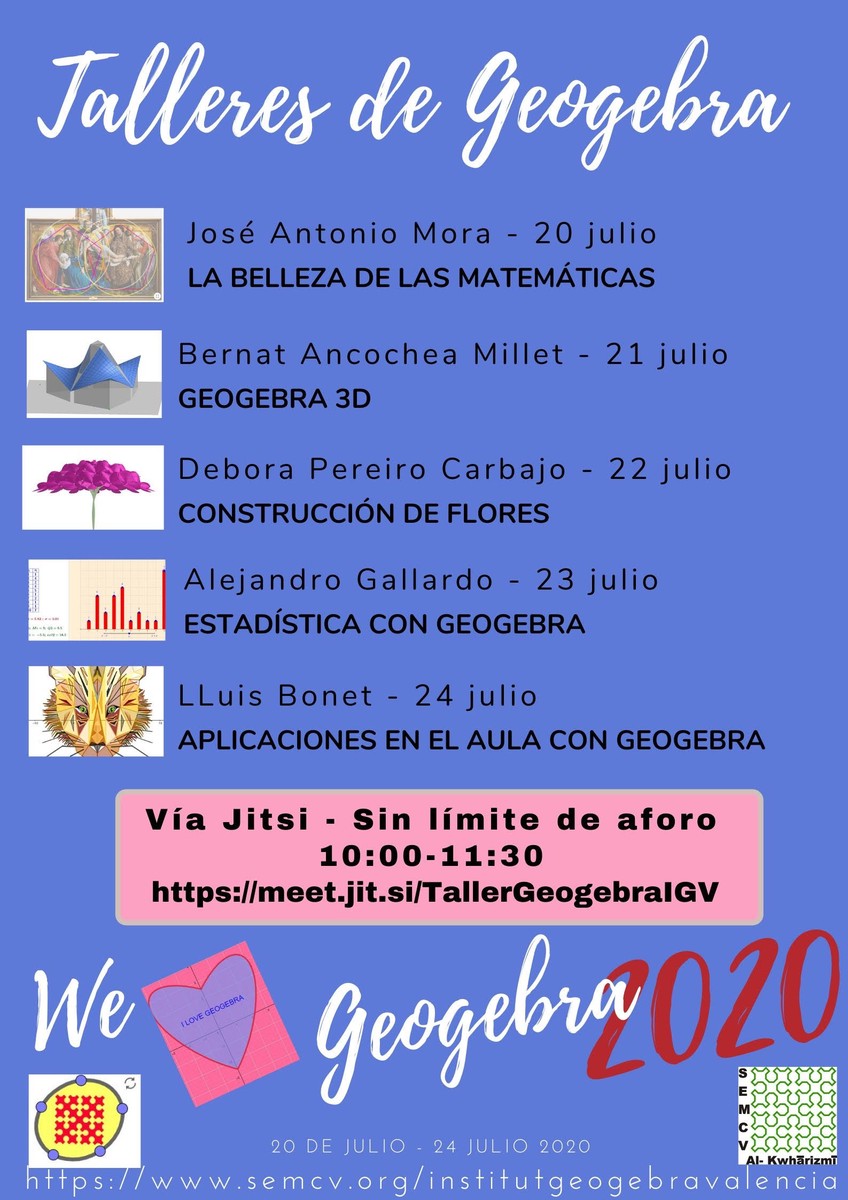 Talleres de Geogebra
José Antonio Mora - 20 julio
LA BELLEZA DE LAS MATEMÁTICAS
Bernat Ancochea Millet - 21 julio
GEOGEBRA 3D
Debora Pereiro Carbajo - 22 julio
CONSTRUCCIÓN DE FLORES
Alejandro Gallardo - 23 julio
ESTADÍSTICA CON GEOGEBRA
LLuis Bonet - 24 julio
APLICACIONES EN EL AULA CON GEOGEBRA
Vía Jitsi - Sin límite de aforo
10:00-11:30
https://meet.jit.si/TallerGeogebraIGV
We
I LOVE GEOGEBRA
Geogebra 2020
SEMCV
Al- Kwhārizmī
20 DE JULIO - 24 JULIO 2020
https://www.semcv.org/institutgeogebravalencia